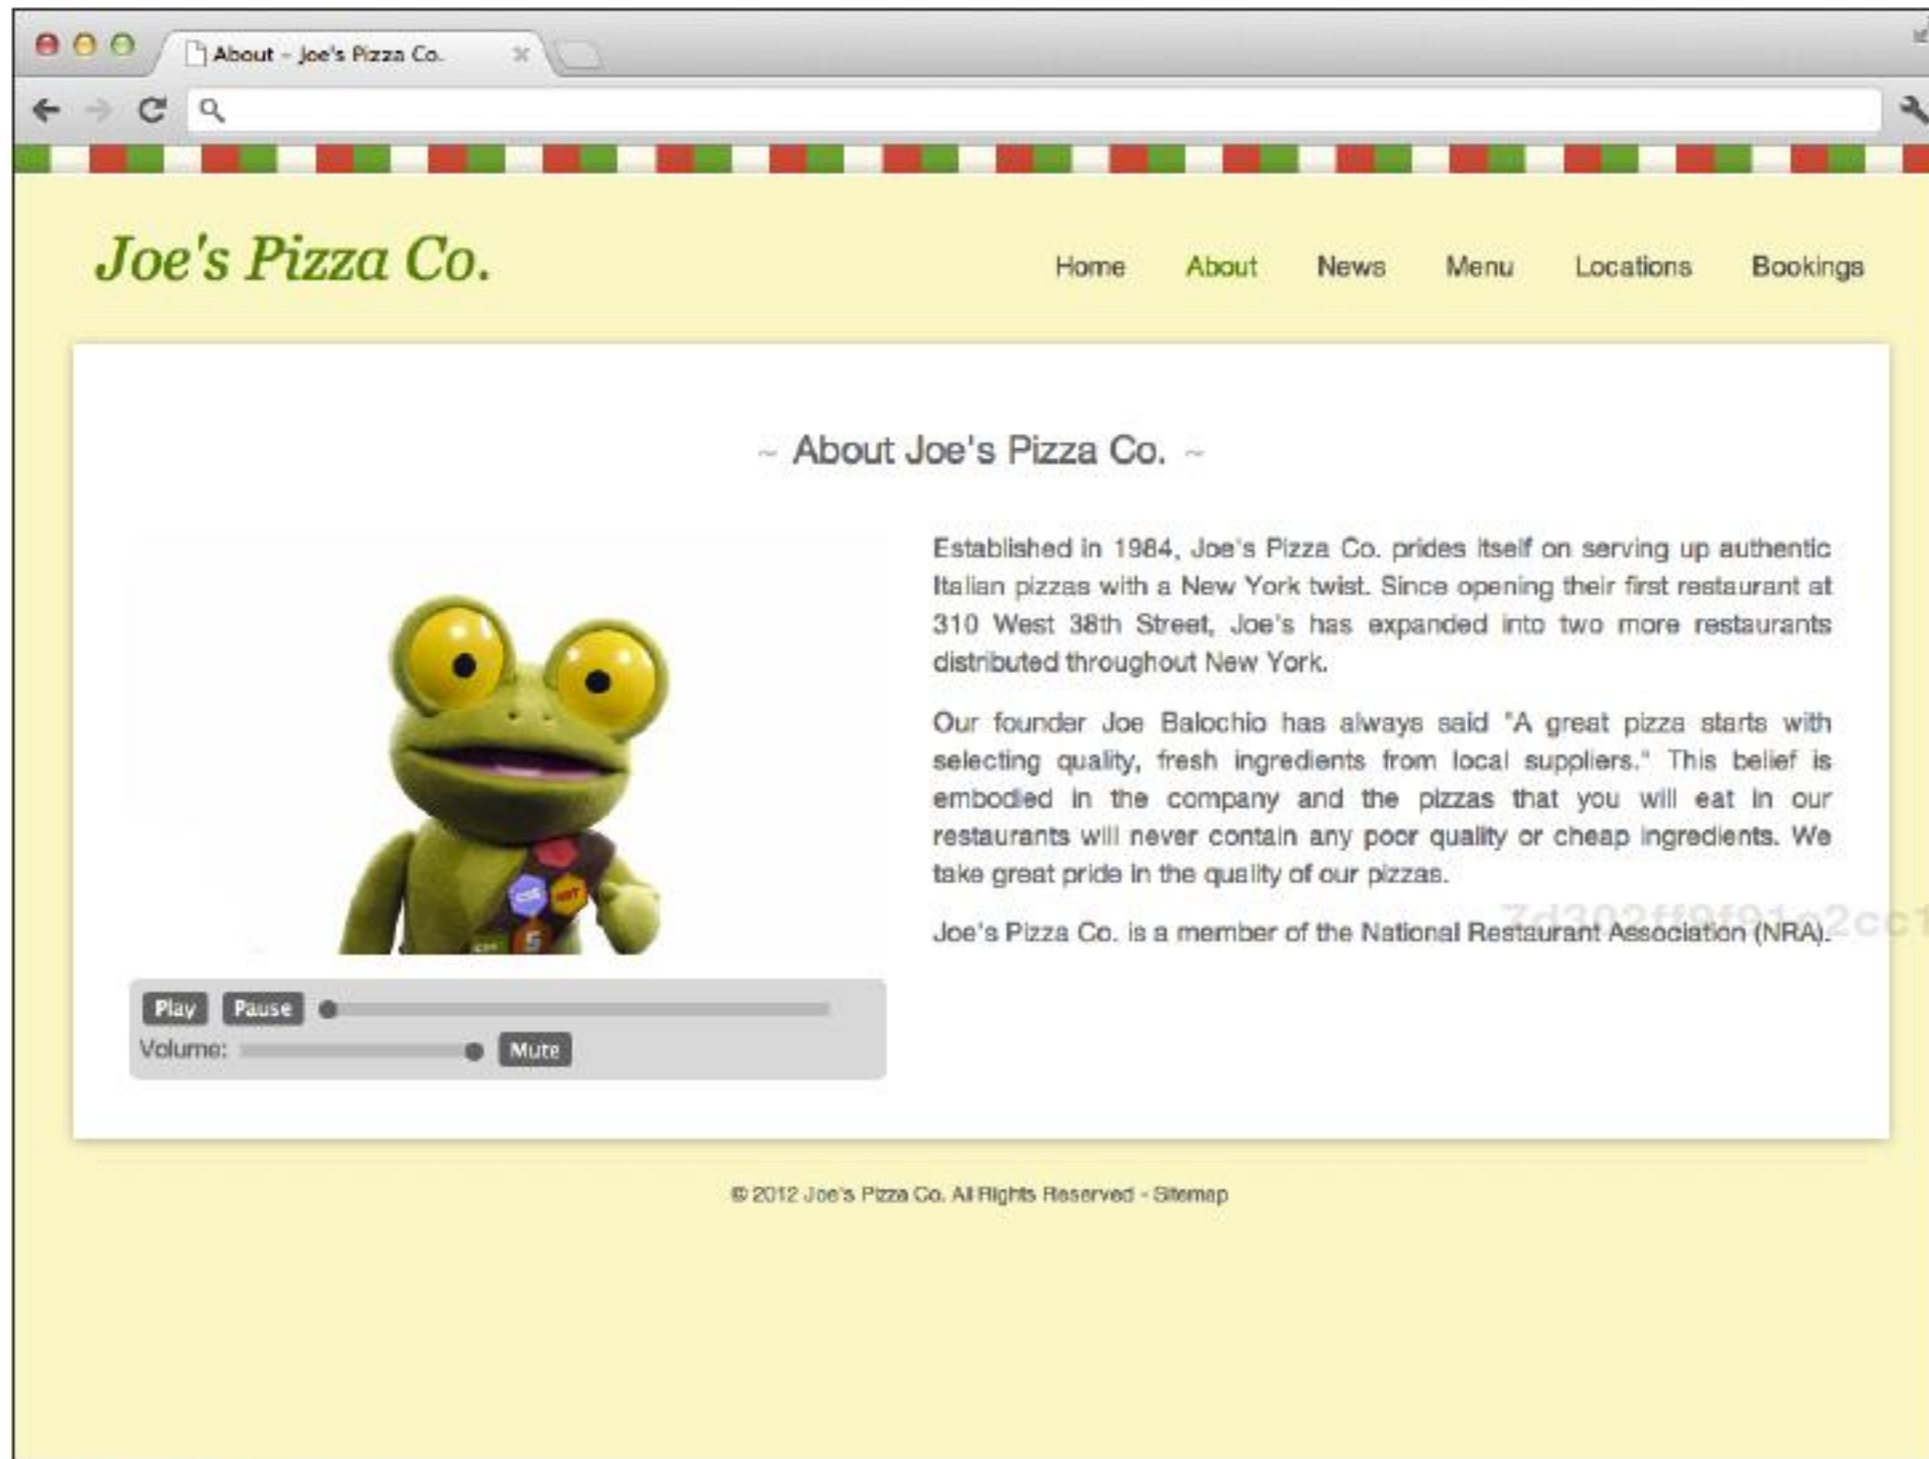 About - Joe's Pizza Co.
Joe's Pizza Co.
Home About News Menu Locations Bookings
~ About Joe's Pizza Co. ~
Established in 1984, Joe's Pizza Co. prides itself on serving up authentic
Italian pizzas with a New York twist. Since opening their first restaurant at
310 West 38th Street, Joe's has expanded into two more restaurants
distributed throughout New York.
Our founder Joe Balochio has always said "A great pizza starts with
selecting quality, fresh ingredients from local suppliers." This belief is
embodied in the company and the pizzas that you will eat in our
restaurants will never contain any poor quality or cheap ingredients. We
take great pride in the quality of our pizzas.
Joe's Pizza Co. is a member of the National Restaurant Association (NRA).
CSS
5
Play Pause
Volume: Mute
© 2012 Joe's Pizza Co. All Rights Reserved - Sitemap